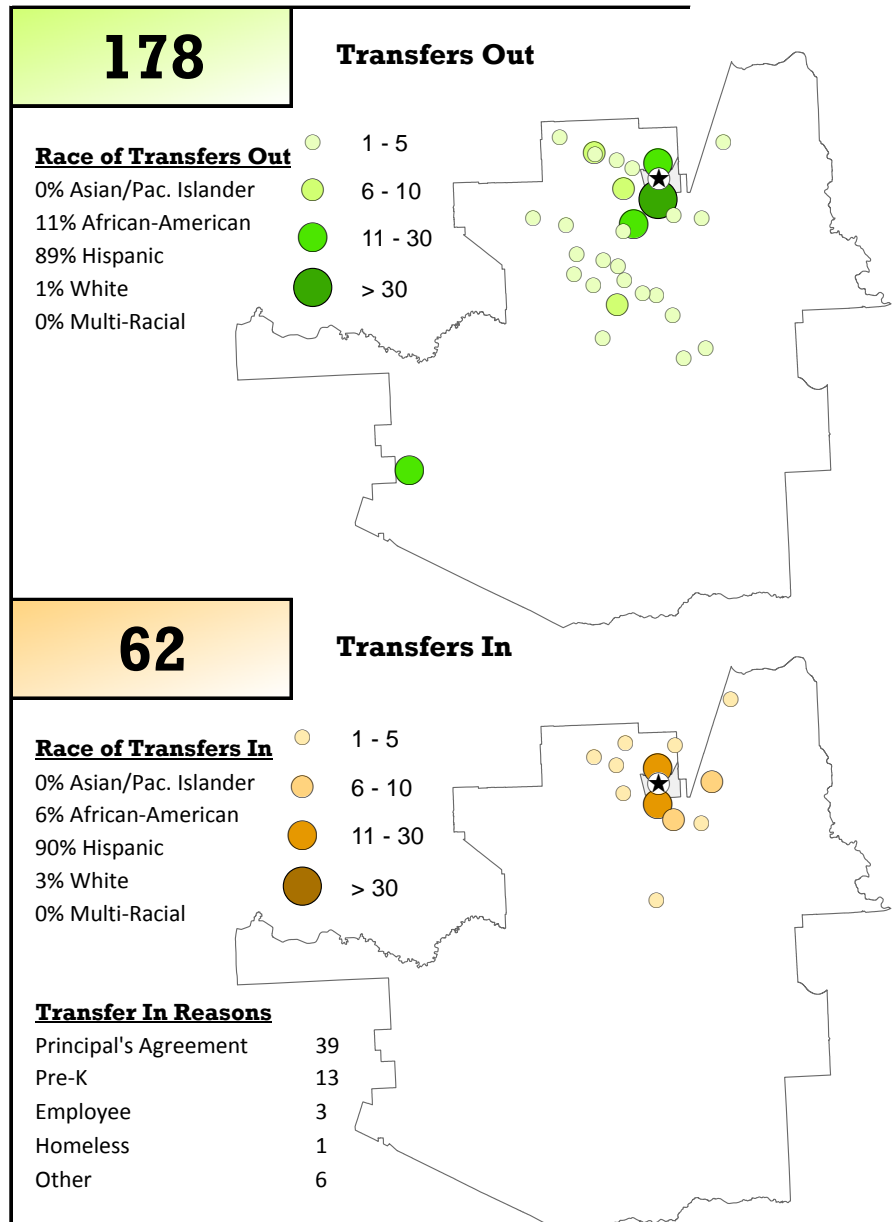 178
Transfers Out
Race of Transfers Out
0% Asian/Pac. Islander
11% African-American
89% Hispanic
1% White
0% Multi-Racial
1 - 5
6 - 10
11 - 30
> 30
62
Transfers In
Race of Transfers In
0% Asian/Pac. Islander
6% African-American
90% Hispanic
3% White
0% Multi-Racial
1 - 5
6 - 10
11 - 30
> 30
Transfer In Reasons
Principal's Agreement 39
Pre-K 13
Employee 3
Homeless 1
Other 6